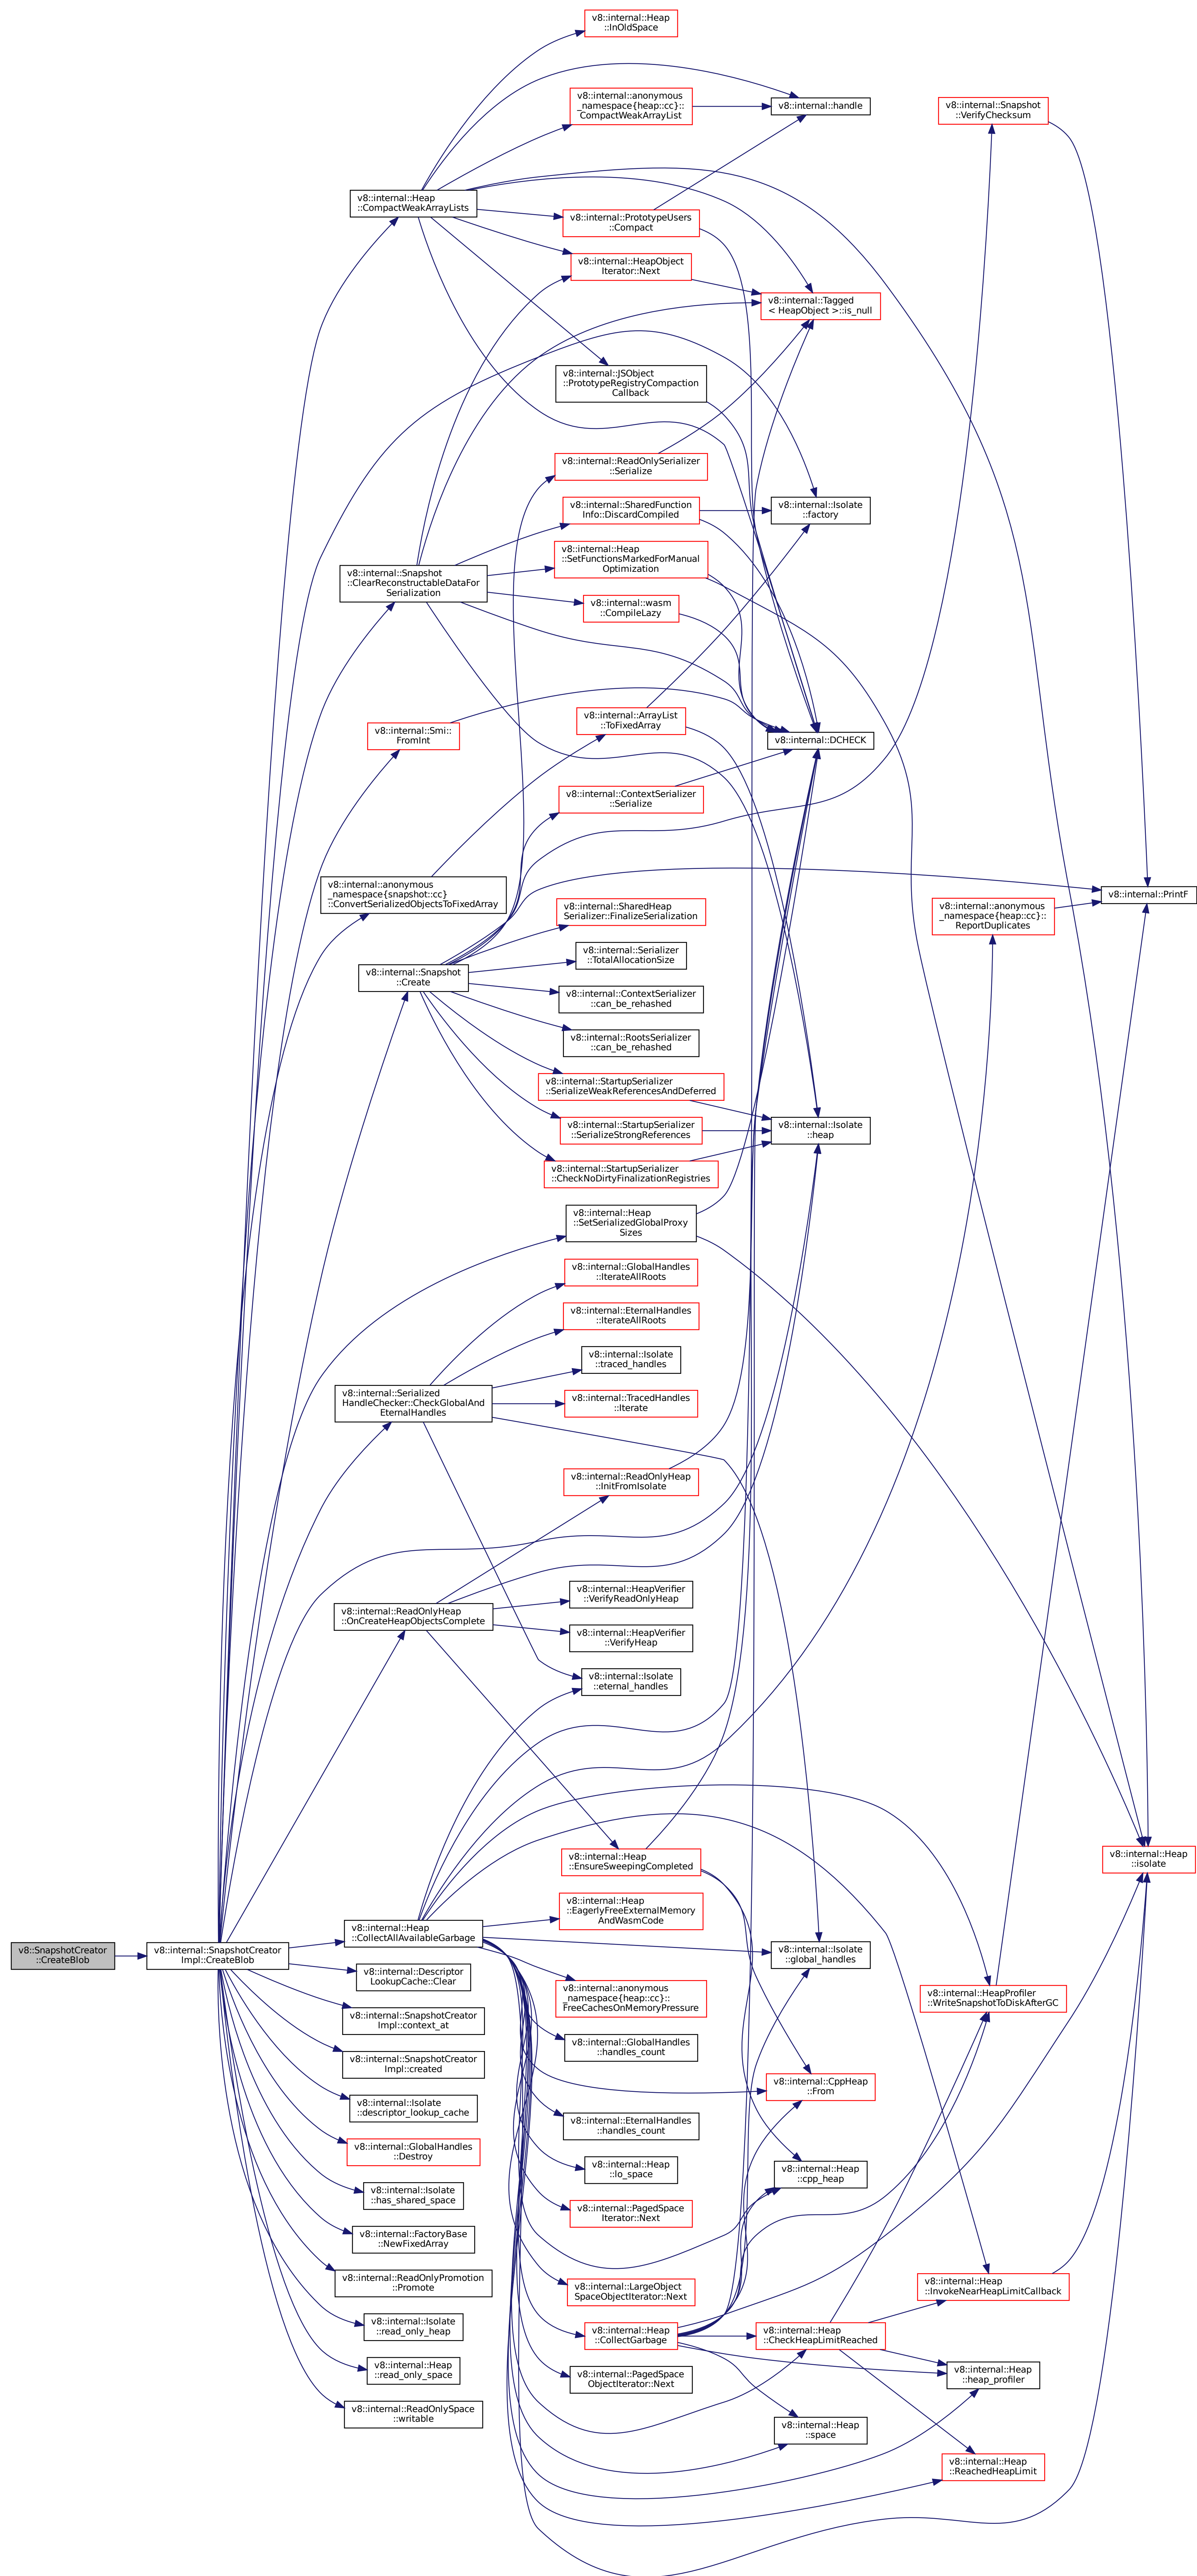 v8::internal::Heap
::InOldSpace
v8::internal::anonymous
_namespace{heap::cc}::
CompactWeakArrayList
v8::internal::handle
v8::internal::Snapshot
::VerifyChecksum
v8::internal::Heap
::CompactWeakArrayLists
v8::internal::PrototypeUsers
::Compact
v8::internal::HeapObject
Iterator::Next
v8::internal::Tagged
< HeapObject >::is_null
v8::internal::JSObject
::PrototypeRegistryCompaction
Callback
v8::internal::ReadOnlySerializer
::Serialize
v8::internal::SharedFunction
Info::DiscardCompiled
v8::internal::Isolate
::factory
v8::internal::Heap
::SetFunctionsMarkedForManual
Optimization
v8::internal::Snapshot
::ClearReconstructableDataFor
Serialization
v8::internal::wasm
::CompileLazy
v8::internal::ArrayList
::ToFixedArray
v8::internal::Smi::
FromInt
v8::internal::DCHECK
v8::internal::ContextSerializer
::Serialize
v8::internal::anonymous
_namespace{snapshot::cc}
::ConvertSerializedObjectsToFixedArray
v8::internal::PrintF
v8::internal::SharedHeap
Serializer::FinalizeSerialization
v8::internal::anonymous
_namespace{heap::cc}::
ReportDuplicates
v8::internal::Serializer
::TotalAllocationSize
v8::internal::Snapshot
::Create
v8::internal::ContextSerializer
::can_be_rehashed
v8::internal::RootsSerializer
::can_be_rehashed
v8::internal::StartupSerializer
::SerializeWeakReferencesAndDeferred
v8::internal::StartupSerializer
::SerializeStrongReferences
v8::internal::Isolate
::heap
v8::internal::StartupSerializer
::CheckNoDirtyFinalizationRegistries
v8::internal::Heap
::SetSerializedGlobalProxy
Sizes
v8::internal::GlobalHandles
::IterateAllRoots
v8::internal::EternalHandles
::IterateAllRoots
v8::internal::Isolate
::traced_handles
v8::internal::Serialized
HandleChecker::CheckGlobalAnd
EternalHandles
v8::internal::TracedHandles
::Iterate
v8::internal::ReadOnlyHeap
::InitFromIsolate
v8::internal::HeapVerifier
::VerifyReadOnlyHeap
v8::internal::ReadOnlyHeap
::OnCreateHeapObjectsComplete
v8::internal::HeapVerifier
::VerifyHeap
v8::internal::Isolate
::eternal_handles
v8::internal::Heap
::EnsureSweepingCompleted
v8::internal::Heap
::isolate
v8::internal::Heap
::EagerlyFreeExternalMemory
AndWasmCode
v8::internal::Heap
::CollectAllAvailableGarbage
v8::SnapshotCreator
::CreateBlob
v8::internal::SnapshotCreator
Impl::CreateBlob
v8::internal::Isolate
::global_handles
v8::internal::Descriptor
LookupCache::Clear
v8::internal::anonymous
_namespace{heap::cc}::
FreeCachesOnMemoryPressure
v8::internal::HeapProfiler
::WriteSnapshotToDiskAfterGC
v8::internal::SnapshotCreator
Impl::context_at
v8::internal::GlobalHandles
::handles_count
v8::internal::SnapshotCreator
Impl::created
v8::internal::CppHeap
::From
v8::internal::Isolate
::descriptor_lookup_cache
v8::internal::EternalHandles
::handles_count
v8::internal::GlobalHandles
::Destroy
v8::internal::Heap
::lo_space
v8::internal::Heap
::cpp_heap
v8::internal::Isolate
::has_shared_space
v8::internal::PagedSpace
Iterator::Next
v8::internal::FactoryBase
::NewFixedArray
v8::internal::ReadOnlyPromotion
::Promote
v8::internal::LargeObject
SpaceObjectIterator::Next
v8::internal::Heap
::InvokeNearHeapLimitCallback
v8::internal::Isolate
::read_only_heap
v8::internal::Heap
::CollectGarbage
v8::internal::Heap
::CheckHeapLimitReached
v8::internal::Heap
::read_only_space
v8::internal::PagedSpace
ObjectIterator::Next
v8::internal::Heap
::heap_profiler
v8::internal::ReadOnlySpace
::writable
v8::internal::Heap
::space
v8::internal::Heap
::ReachedHeapLimit